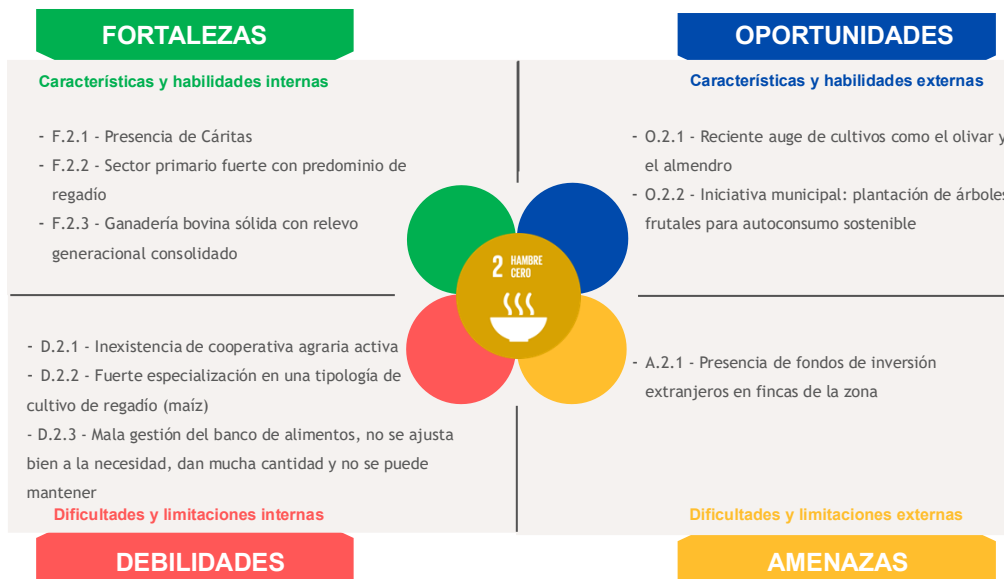 FORTALEZAS
Características y habilidades internas
- F.2.1 - Presencia de Cáritas
- F.2.2 - Sector primario fuerte con predominio de
regadío
- F.2.3 - Ganadería bovina sólida con relevo
generacional consolidado
OPORTUNIDADES
Características y habilidades externas
- O.2.1 - Reciente auge de cultivos como el olivar y
el almendro
- O.2.2 - Iniciativa municipal: plantación de árboles
frutales para autoconsumo sostenible
2 HAMBRE
CERO
- D.2.1 - Inexistencia de cooperativa agraria activa
- D.2.2 - Fuerte especialización en una tipología de
cultivo de regadío (maíz)
- D.2.3 - Mala gestión del banco de alimentos, no se ajusta
bien a la necesidad, dan mucha cantidad y no se puede
mantener
Dificultades y limitaciones internas
DEBILIDADES
- A.2.1 - Presencia de fondos de inversión
extranjeros en fincas de la zona
Dificultades y limitaciones externas
AMENAZAS